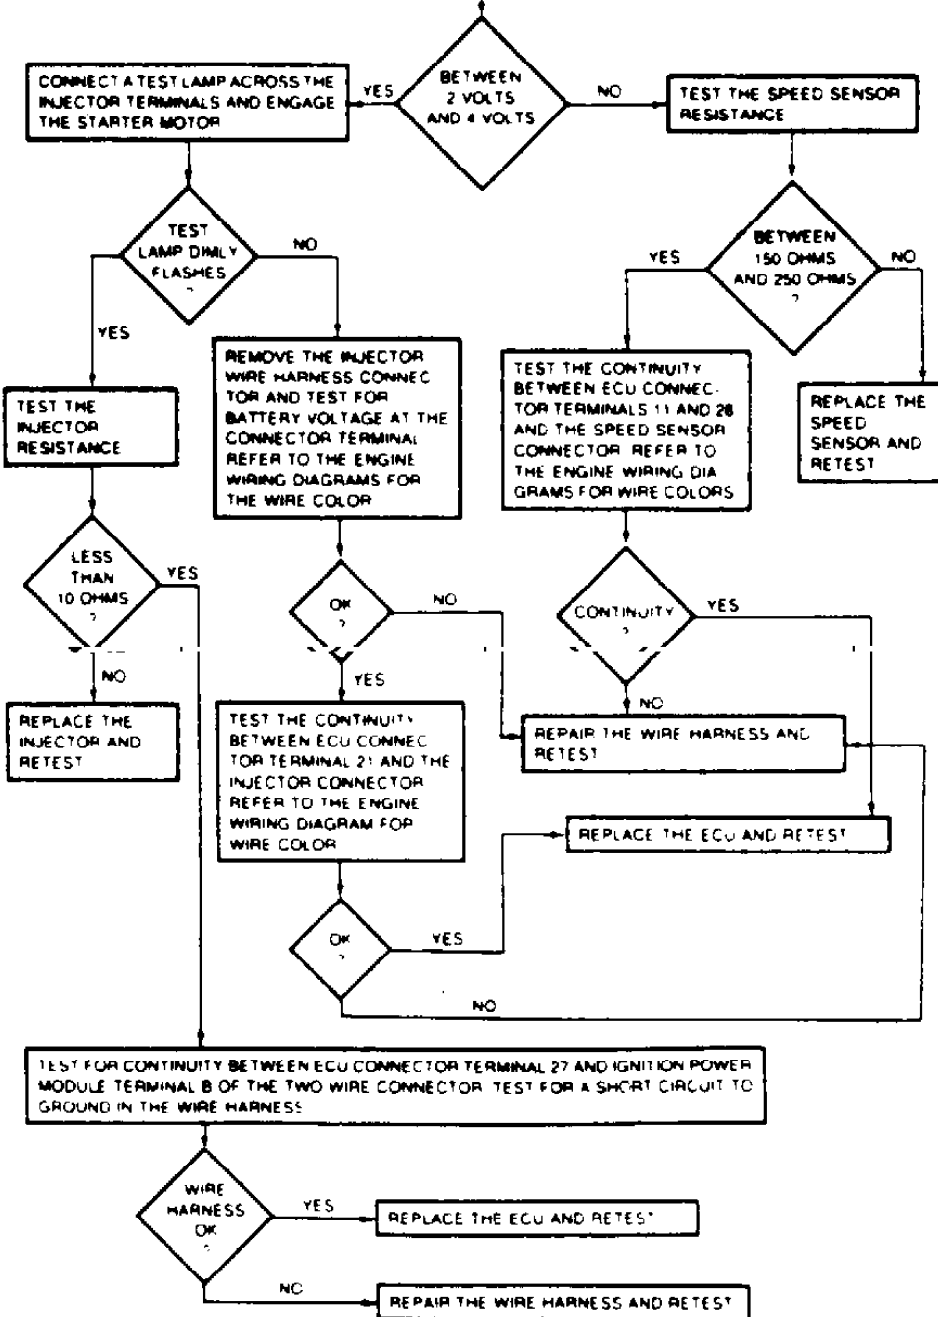 BETWEEN
2 VOLTS
AND 4 VOLTS
YES
NO
CONNECT A TEST LAMP ACROSS THE
INJECTOR TERMINALS AND ENGAGE
THE STARTER MOTOR
TEST THE SPEED SENSOR
RESISTANCE
TEST
LAMP DIMLY
FLASHES
?
NO
YES
BETWEEN
150 OHMS
AND 250 OHMS
?
YES
NO
REMOVE THE INJECTOR
WIRE HARNESS CONNEC
TOR AND TEST FOR
BATTERY VOLTAGE AT THE
CONNECTOR TERMINAL
REFER TO THE ENGINE
WIRING DIAGRAMS FOR
THE WIRE COLOR
TEST THE CONTINUITY
BETWEEN ECU CONNEC-
TOR TERMINALS 11 AND 28
AND THE SPEED SENSOR
CONNECTOR REFER TO
THE ENGINE WIRING DIA
GRAMS FOR WIRE COLORS
REPLACE THE
SPEED
SENSOR AND
RETEST
TEST THE
INJECTOR
RESISTANCE
LESS
THAN
10 OHMS
?
YES
NO
OK
?
NO
YES
CONTINUITY
?
YES
NO
REPLACE THE
INJECTOR AND
RETEST
TEST THE CONTINUITY
BETWEEN ECU CONNEC
TOR TERMINAL 21 AND THE
INJECTOR CONNECTOR
REFER TO THE ENGINE
WIRING DIAGRAM FOR
WIRE COLOR
REPAIR THE WIRE HARNESS AND
RETEST
REPLACE THE ECU AND RETEST
OK
?
YES
NO
TEST FOR CONTINUITY BETWEEN ECU CONNECTOR TERMINAL 27 AND IGNITION POWER
MODULE TERMINAL B OF THE TWO WIRE CONNECTOR TEST FOR A SHORT CIRCUIT TO
GROUND IN THE WIRE HARNESS
WIRE
HARNESS
OK
?
YES
REPLACE THE ECU AND RETEST
NO
REPAIR THE WIRE HARNESS AND RETEST